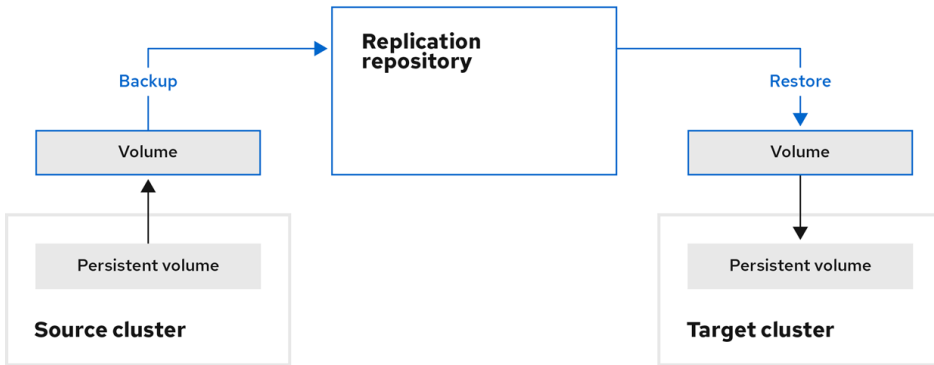 Replication
repository
Backup
Restore
Volume
Volume
Persistent volume
Persistent volume
Source cluster
Target cluster